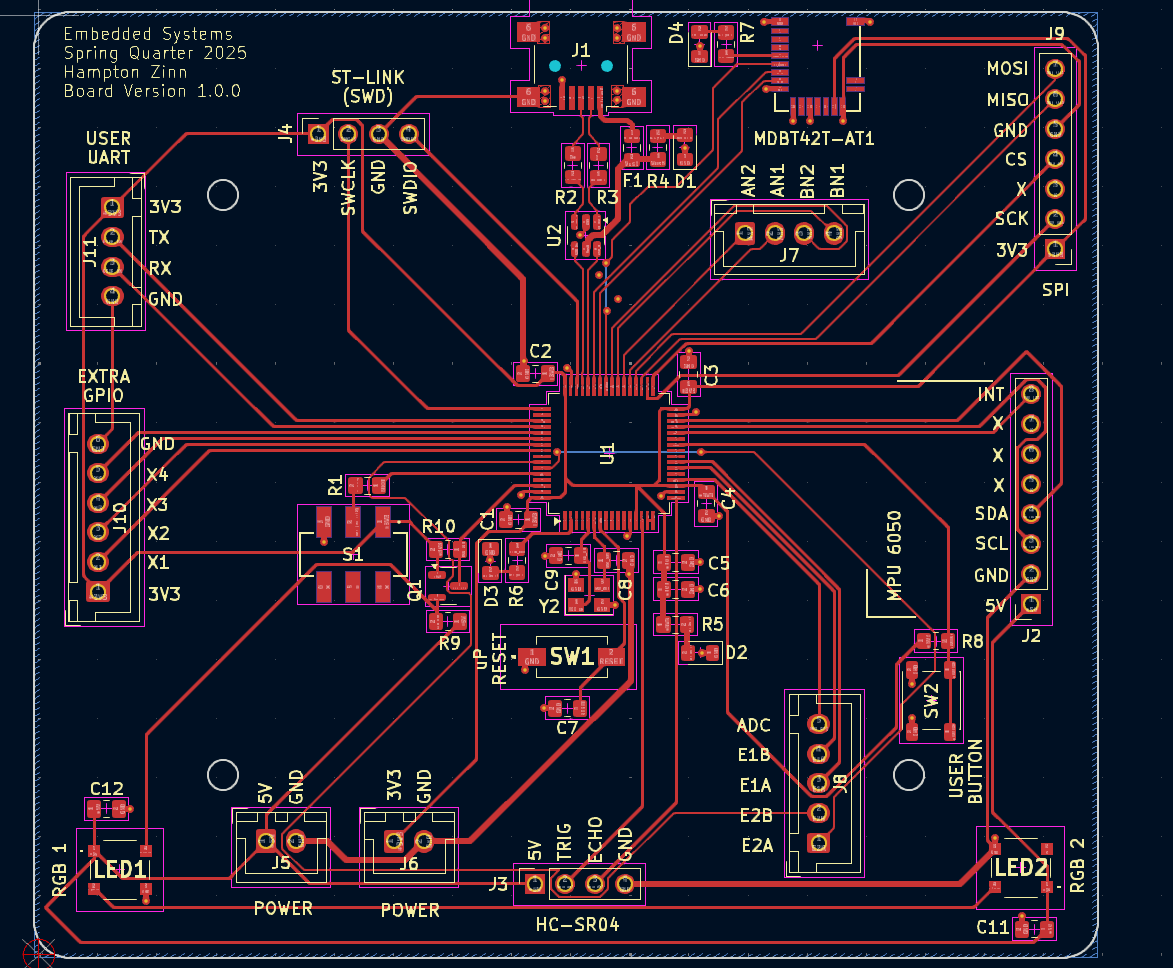 Embedded Systems
Spring Quarter 2025
Hampton Zinn
Board Version 1.0.0
ST-LINK
(SWD)
J4
3V3
SWCLK
GND
SWDIO
J1
D4
R7
MDBT42T-AT1
J9
MOSI
MISO
GND
CS
X
SCK
3V3
SPI
USER
UART
3V3
TX
RX
GND
J11
R2
R3
F1
R4
D1
U2
AN2
AN1
BN2
BN1
J7
C2
C3
U1
EXTRA
GPIO
GND
X4
X3
X2
X1
3V3
J10
R1
S1
R10
C1
Q1
R9
D3
R6
C9
C8
Y2
C4
C5
C6
R5
D2
uP
RESET
GND
SW1
RESET
C7
INT
X
X
X
SDA
SCL
GND
5V
J2
MPU 6050
R8
SW2
USER
BUTTON
ADC
E1B
E1A
E2B
E2A
J8
C12
LED1
RGB 1
5V
GND
J5
POWER
3V3
GND
J6
POWER
5V
TRIG
ECHO
GND
J3
HC-SR04
LED2
RGB 2
C11